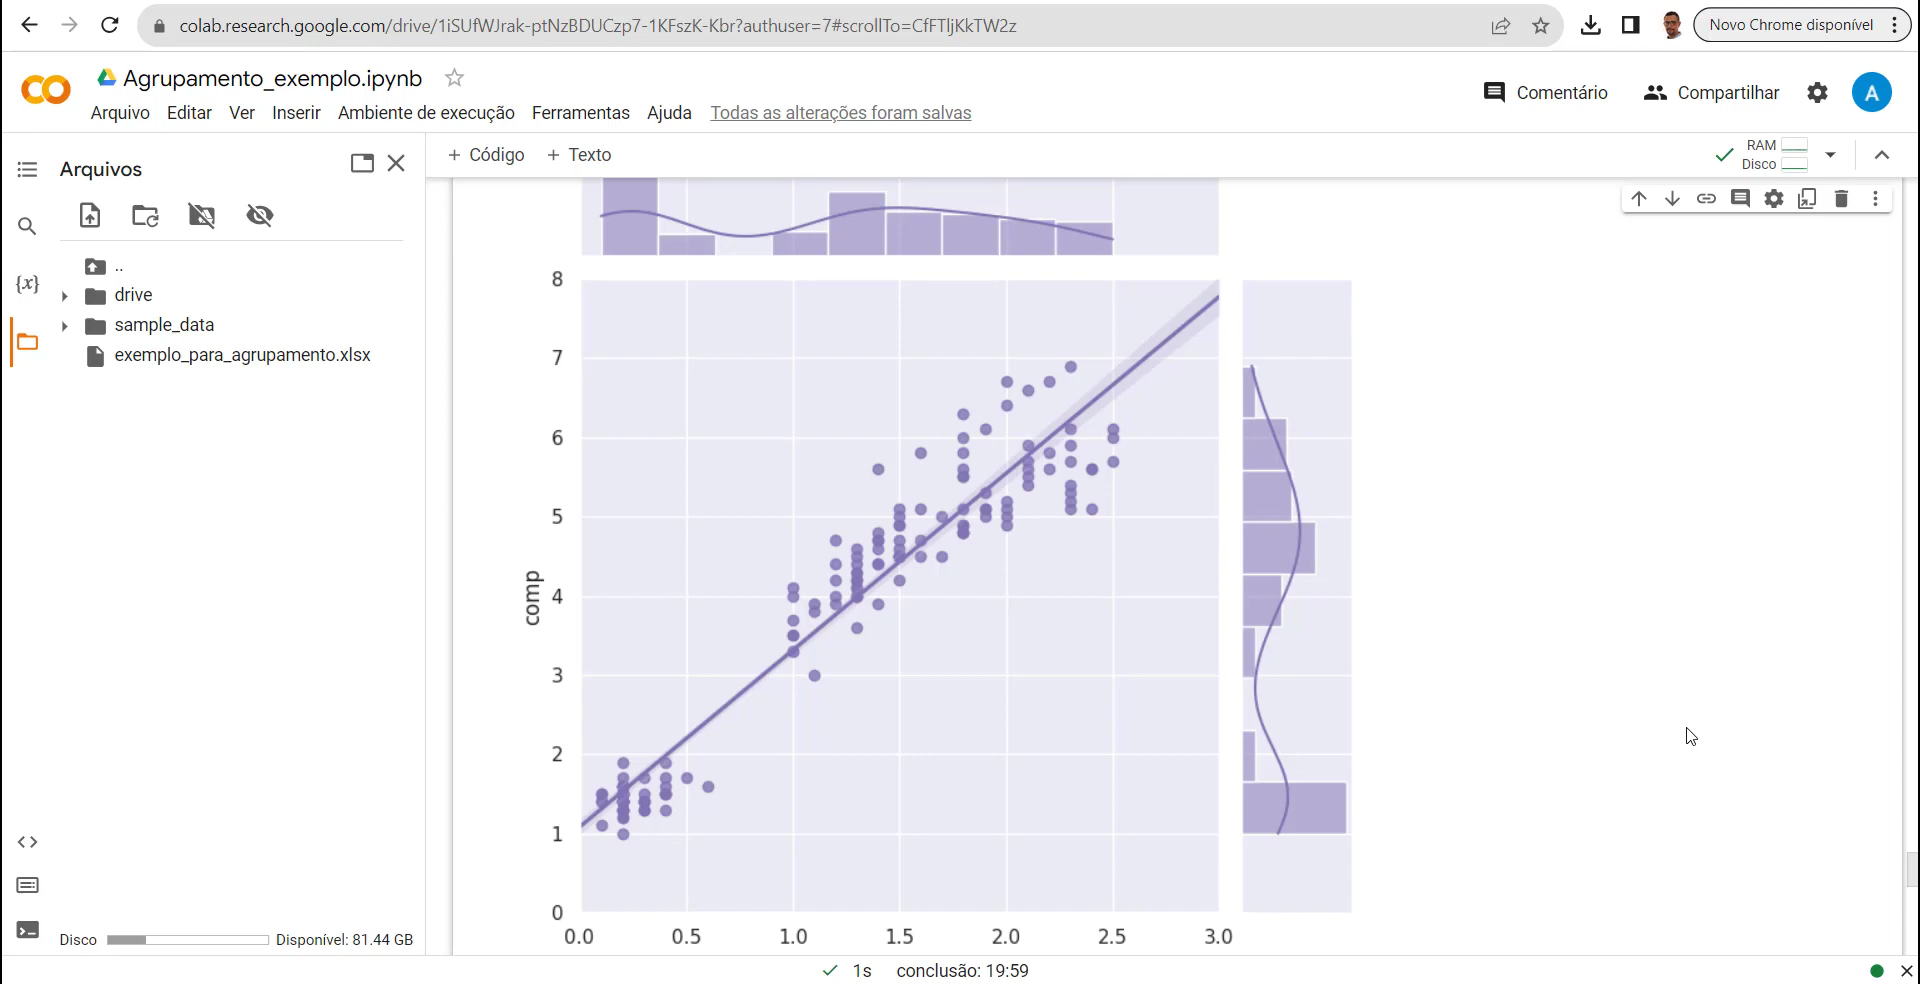 colab.research.google.com/drive/1iSUfWJrak-ptNzBDUCzp7-1KFszK-Kbr?authuser=7#scrollTo=CfFTljKkTW2z
Novo Chrome disponível
Agrupamento_exemplo.ipynb
Comentário
Compartilhar
A
Arquivo Editar Ver Inserir Ambiente de execução Ferramentas Ajuda Todas as alterações foram salvas
Arquivos
+ Código + Texto
RAM
Disco
{x}
..
drive
sample_data
exemplo_para_agrupamento.xlsx
8
7
6
5
4
3
2
1
0
comp
0.0 0.5 1.0 1.5 2.0 2.5 3.0
Disco Disponível: 81.44 GB
1s conclusão: 19:59